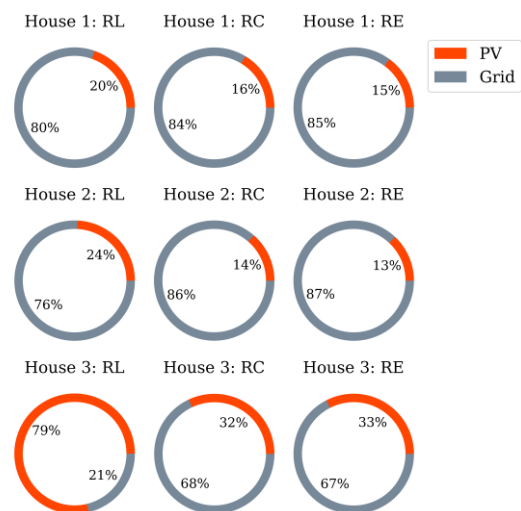 House 1: RL House 1: RC House 1: RE
PV
Grid
20% 16% 15%
80% 84% 85%
House 2: RL House 2: RC House 2: RE
24% 14% 13%
76% 86% 87%
House 3: RL House 3: RC House 3: RE
79% 32% 33%
21% 68% 67%